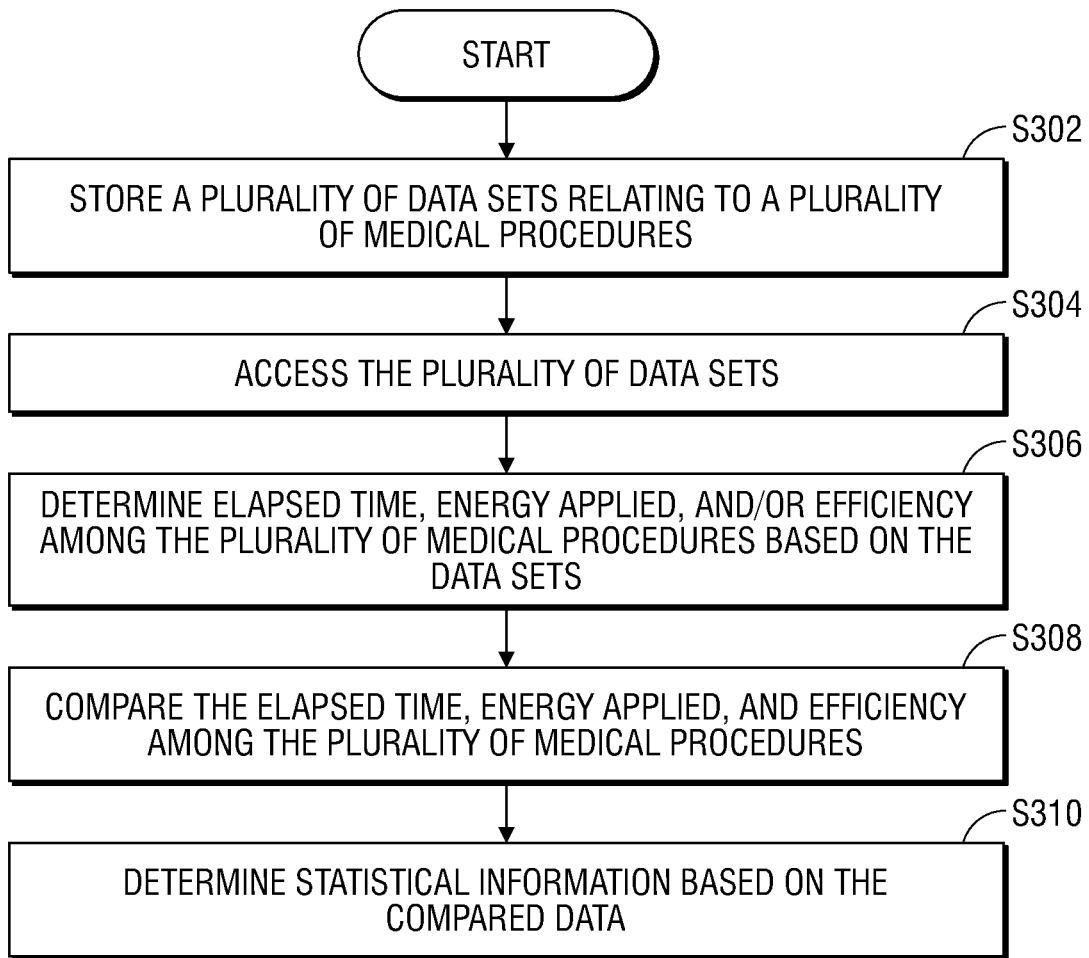 START
S302
STORE A PLURALITY OF DATA SETS RELATING TO A PLURALITY
OF MEDICAL PROCEDURES
S304
ACCESS THE PLURALITY OF DATA SETS
S306
DETERMINE ELAPSED TIME, ENERGY APPLIED, AND/OR EFFICIENCY
AMONG THE PLURALITY OF MEDICAL PROCEDURES BASED ON THE
DATA SETS
S308
COMPARE THE ELAPSED TIME, ENERGY APPLIED, AND EFFICIENCY
AMONG THE PLURALITY OF MEDICAL PROCEDURES
S310
DETERMINE STATISTICAL INFORMATION BASED ON THE
COMPARED DATA